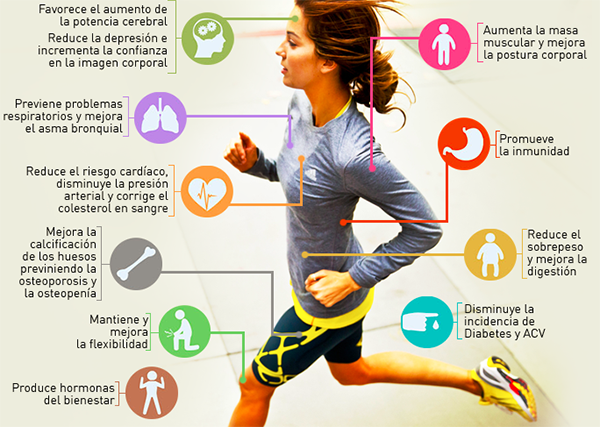 Favorece el aumento de
la potencia cerebral
Reduce la depresión e
incrementa la confianza
en la imagen corporal
Aumenta la masa
muscular y mejora
la postura corporal
Previene problemas
respiratorios y mejora
el asma bronquial
Promueve
la inmunidad
Reduce el riesgo cardíaco,
disminuye la presión
arterial y corrige el
colesterol en sangre
Mejora la
calcificación
de los huesos
previniendo la
osteoporosis y
la osteopenía
Reduce el
sobrepeso
y mejora la
digestión
Mantiene y
mejora
la flexibilidad
Disminuye la
incidencia de
Diabetes y ACV
Produce hormonas
del bienestar